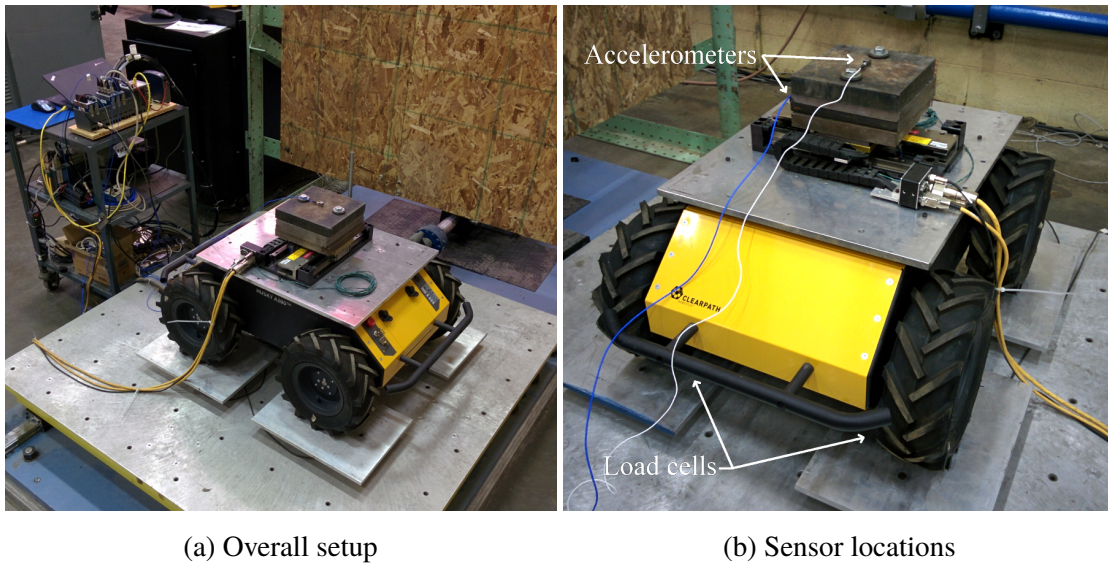 Accelerometers
CLEARPATH
Load cells
(a) Overall setup
(b) Sensor locations